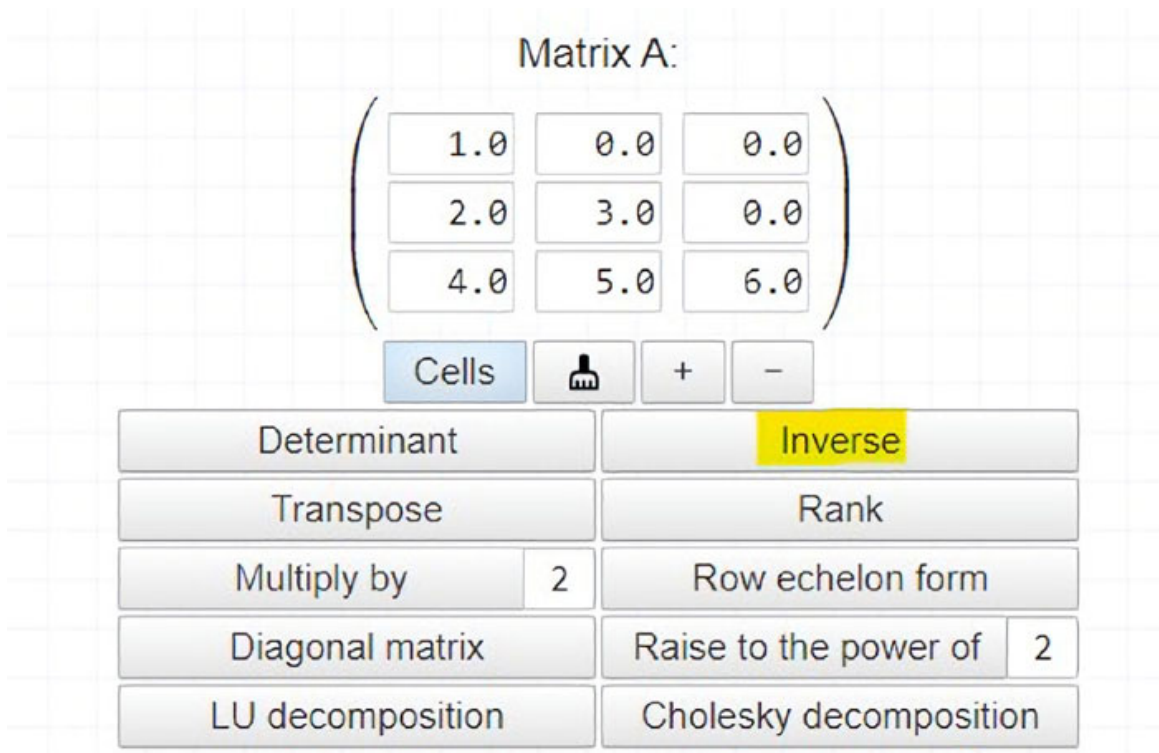 Matrix A:
1.0 0.0 0.0
2.0 3.0 0.0
4.0 5.0 6.0
Cells + −
Determinant Inverse
Transpose Rank
Multiply by 2 Row echelon form
Diagonal matrix Raise to the power of 2
LU decomposition Cholesky decomposition